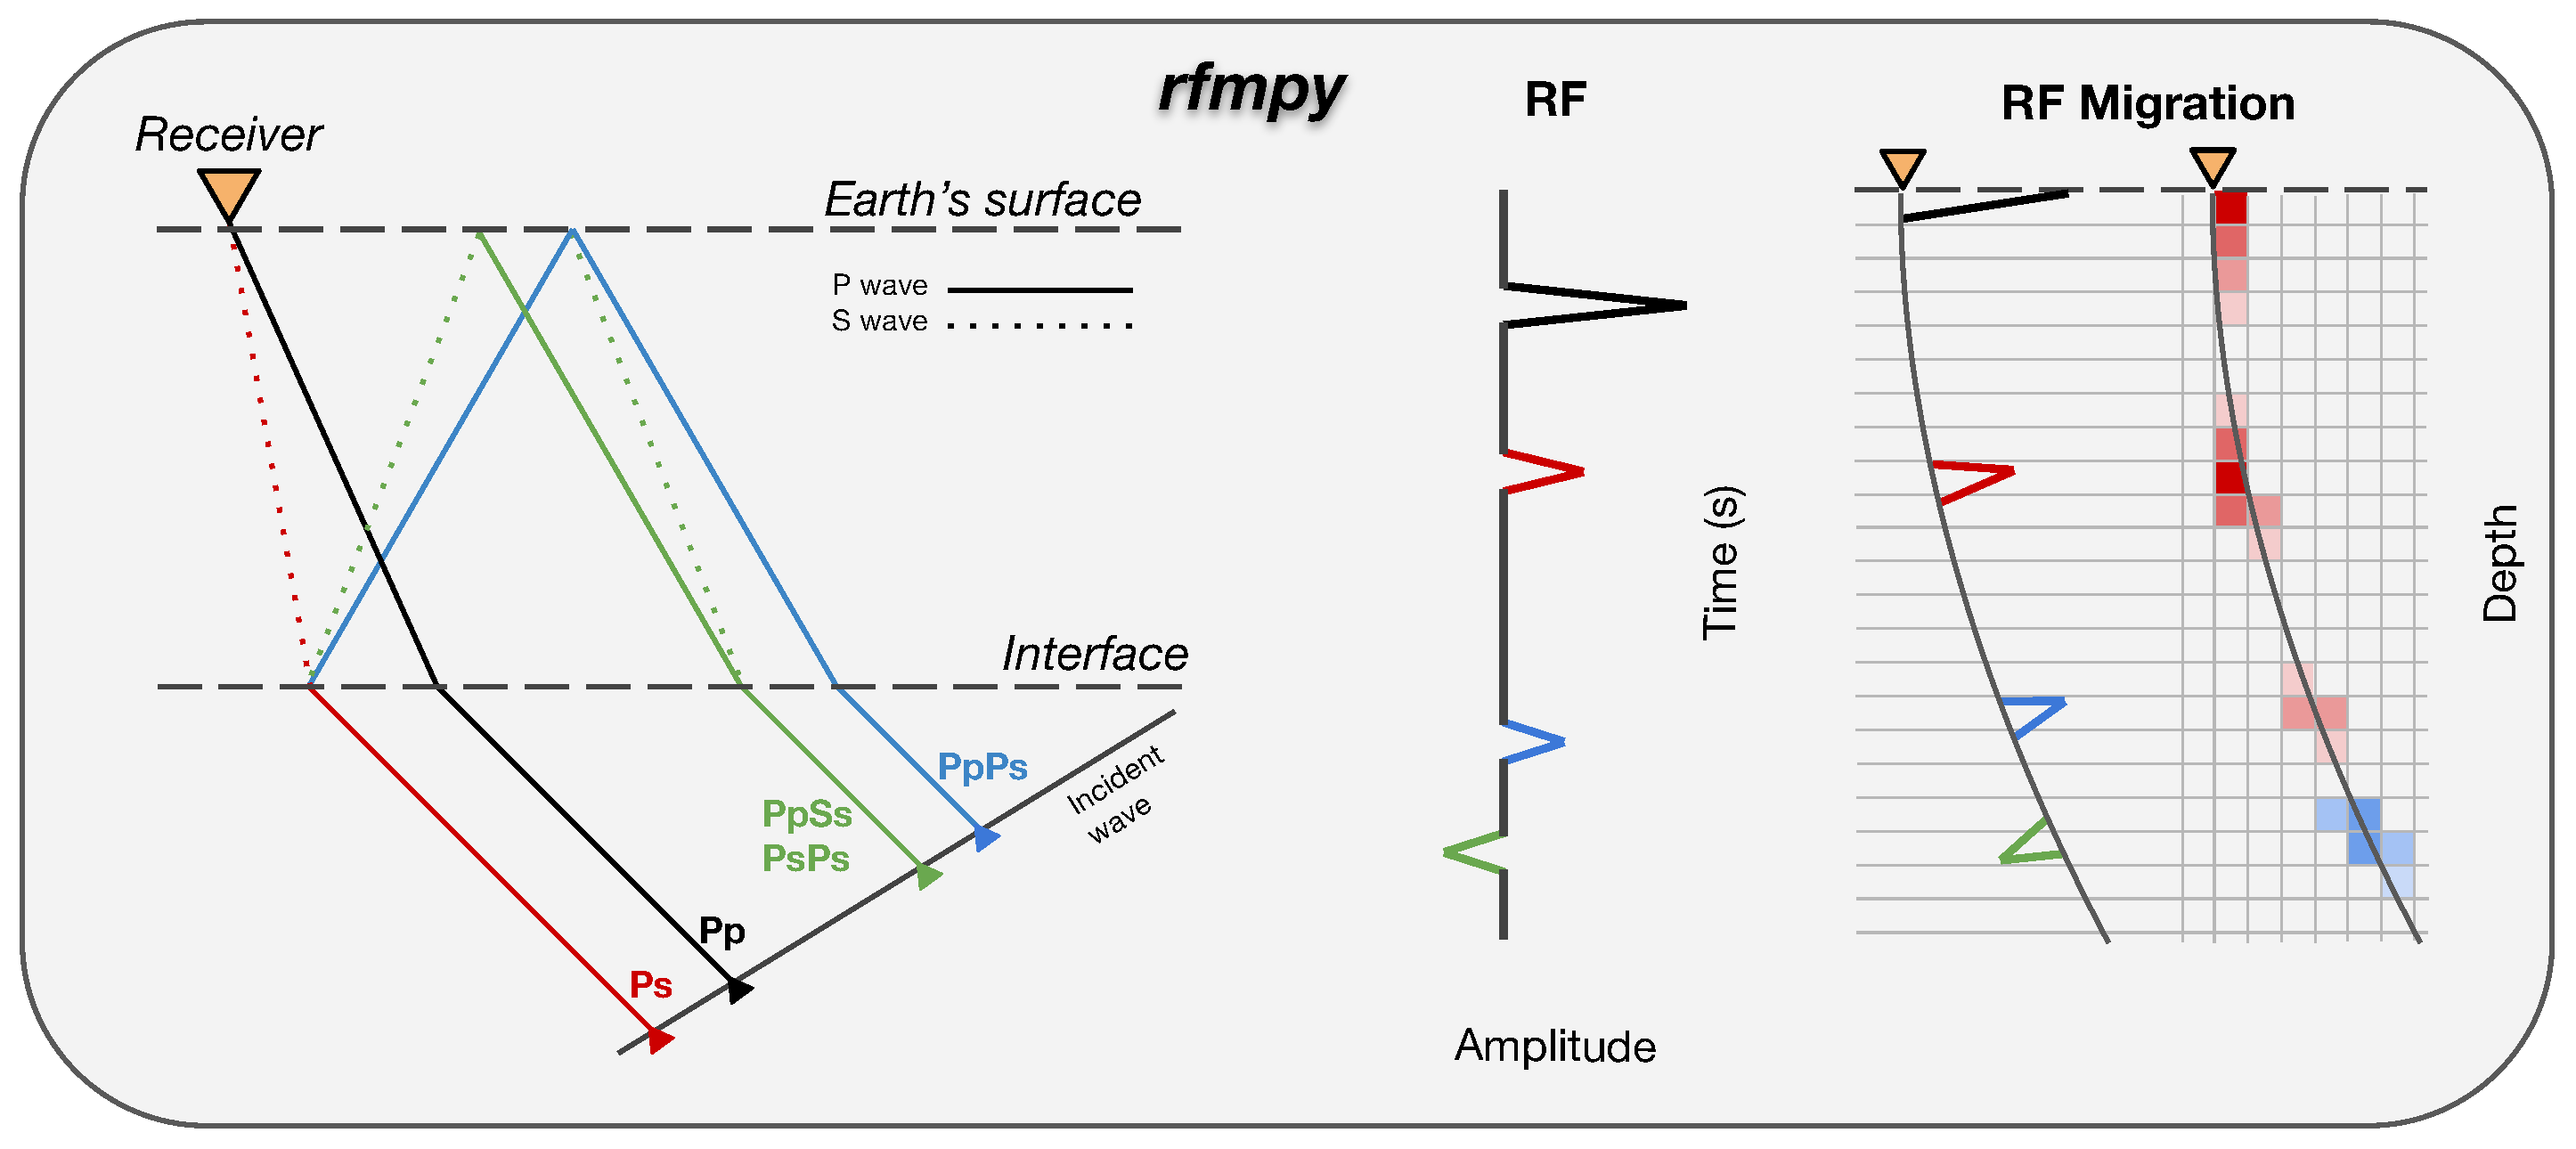 rfmpy
Receiver
Earth's surface
P wave
S wave
Interface
PpPs
Incident
wave
PpSs
PsPs
Pp
Ps
RF
Time (s)
Amplitude
RF Migration
Depth